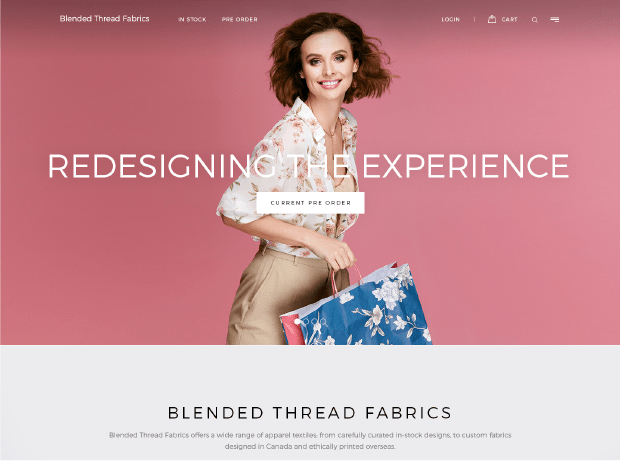 Blended Thread Fabrics IN STOCK PRE ORDER LOGIN | CART
REDESIGNING THE EXPERIENCE
CURRENT PRE ORDER
BLENDED THREAD FABRICS
Blended Thread Fabrics offers a wide range of apparel textiles; from carefully curated in-stock designs, to custom fabrics
designed in Canada and ethically printed overseas.